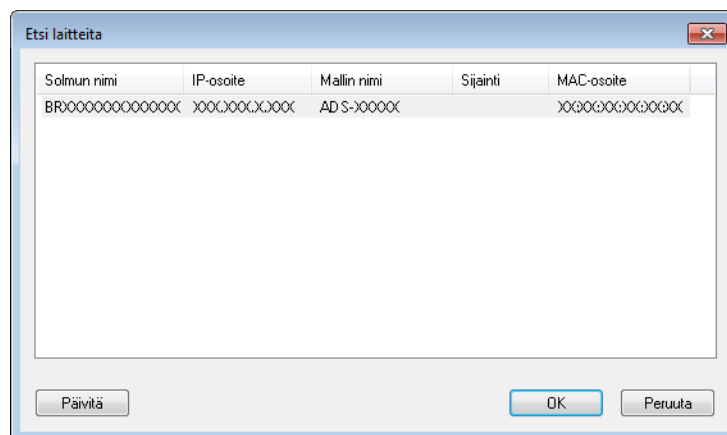 Etsi laitteita
Solmun nimi IP-osoite Mallin nimi Sijainti MAC-osoite
BRXXXXXXXXXXXXX XXX.XXX.X.XXX ADS-XXXXX XX:XX:XX:XX:XX:XX
Päivitä OK Peruuta